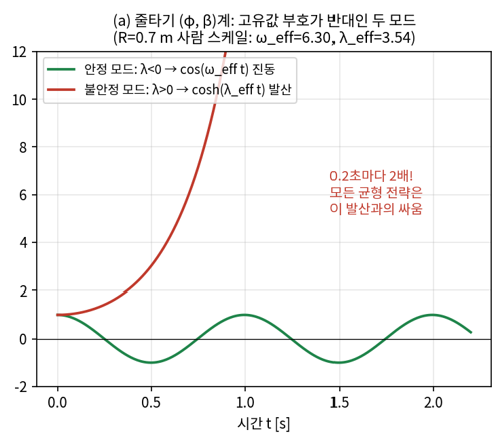 (a) 줄타기 (ϕ, β)계: 고유값 부호가 반대인 두 모드
(R=0.7 m 사람 스케일: ω_eff=6.30, λ_eff=3.54)
안정 모드: λ<0 → cos(ω_eff t) 진동
불안정 모드: λ>0 → cosh(λ_eff t) 발산
0.2초마다 2배!
모든 균형 전략은
이 발산과의 싸움
12
10
8
6
4
2
0
-2
0.0 0.5 1.0 1.5 2.0
시간 t [s]